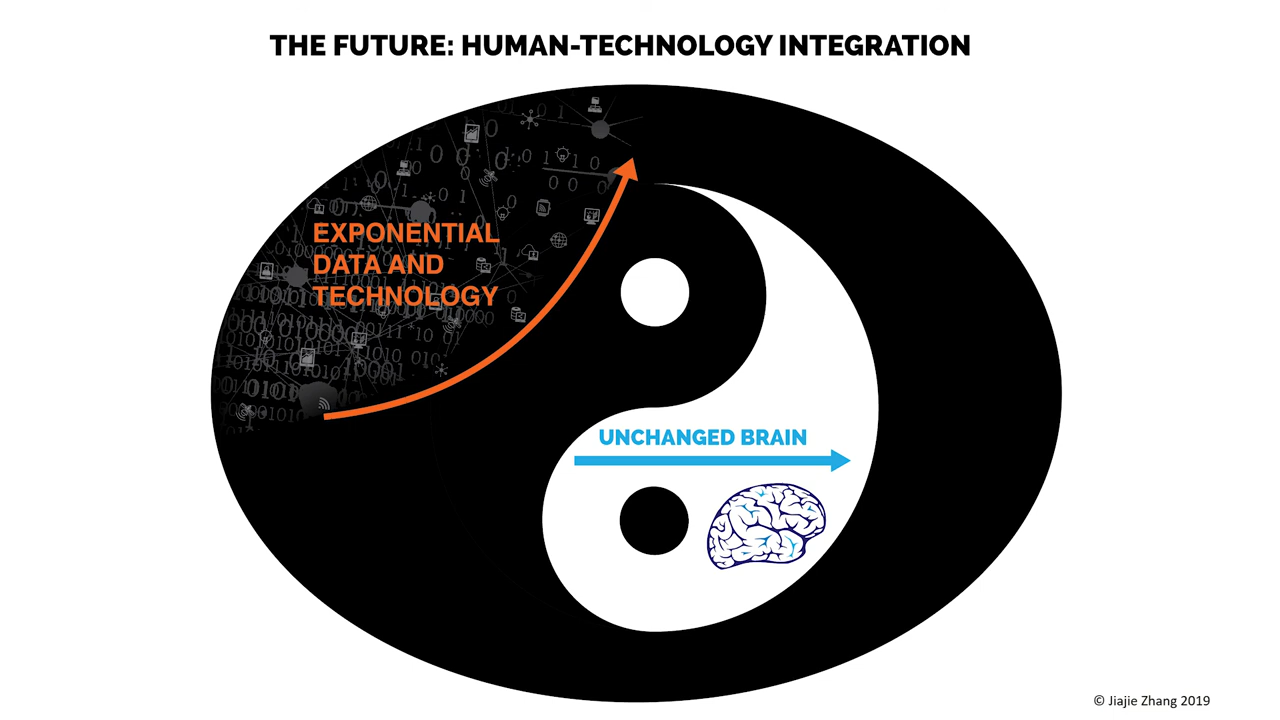 THE FUTURE: HUMAN-TECHNOLOGY INTEGRATION
EXPONENTIAL
DATA AND
TECHNOLOGY
UNCHANGED BRAIN
© Jiajie Zhang 2019